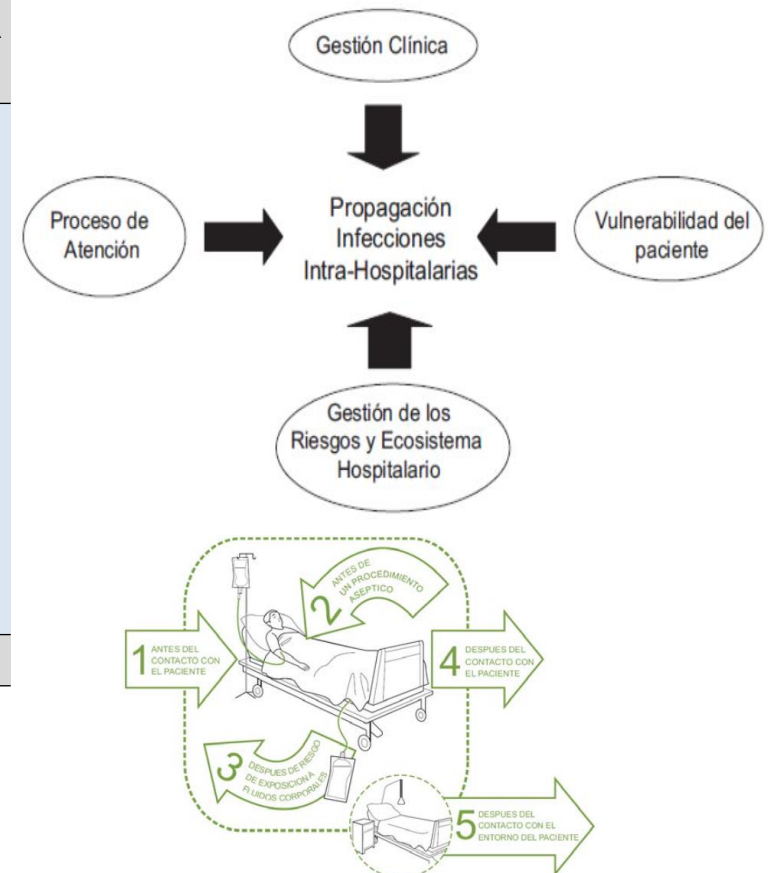 Gestión Clínica
Proceso de
Atención
Propagación
Infecciones
Intra-Hospitalarias
Vulnerabilidad del
paciente
Gestión de los
Riesgos y Ecosistema
Hospitalario
1 ANTES DEL
CONTACTO CON
EL PACIENTE
2 ANTES DE
UN PROCEDIMIENTO
ASEPTICO
3 DESPUES DE RIESGO
DE EXPOSICION A
FLUIDOS CORPORALES
4 DESPUES DEL
CONTACTO CON
EL PACIENTE
5 DESPUES DEL
CONTACTO CON EL
ENTORNO DEL PACIENTE